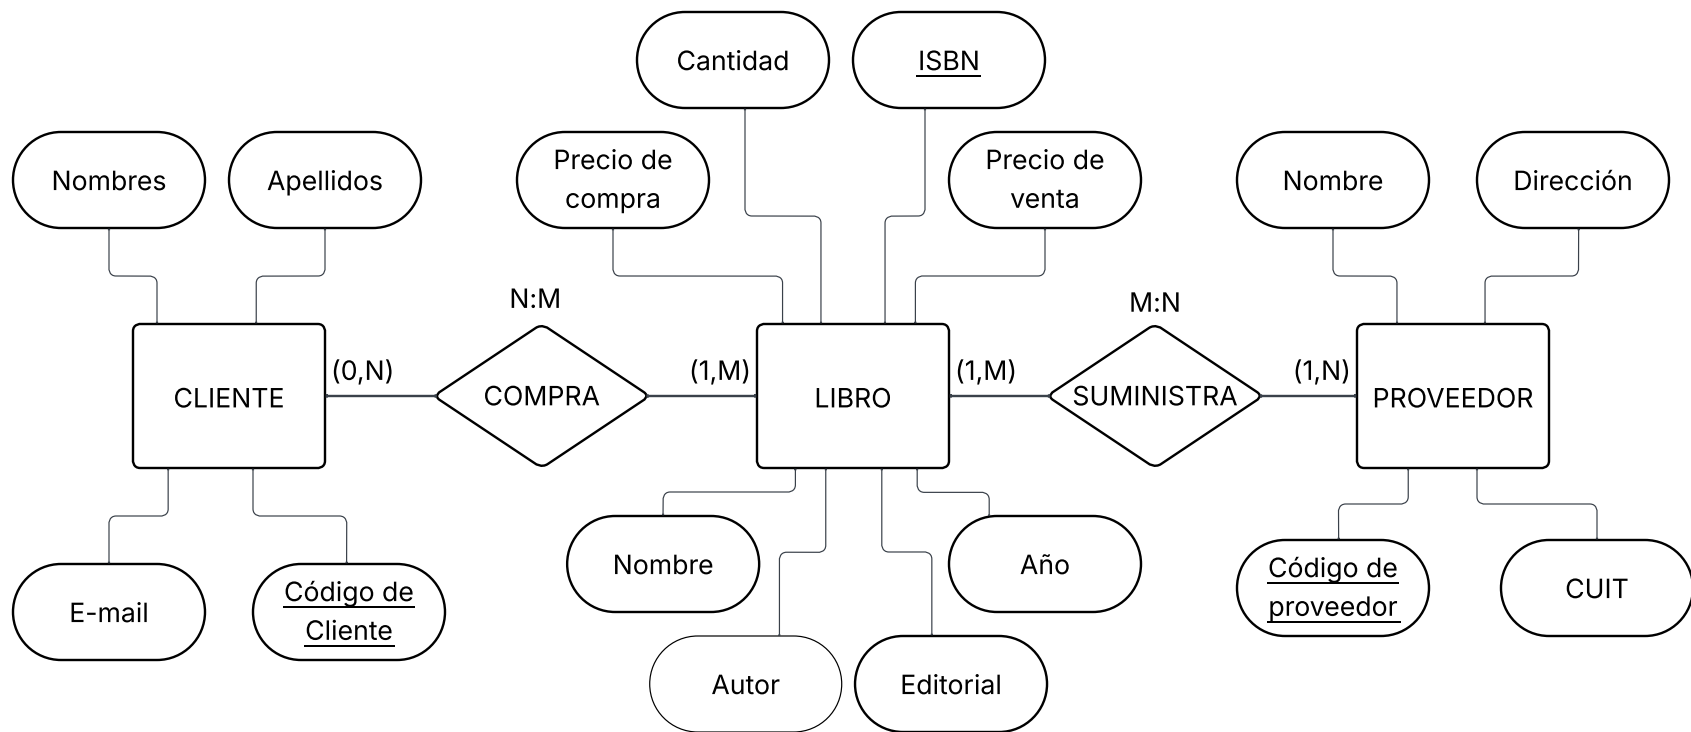 Cantidad
ISBN
Nombres
Apellidos
Precio de
compra
Precio de
venta
Nombre
Dirección
N:M
M:N
(0,N)
(1,M)
(1,M)
(1,N)
CLIENTE
COMPRA
LIBRO
SUMINISTRA
PROVEEDOR
Nombre
Año
Código de
proveedor
CUIT
E-mail
Código de
Cliente
Autor
Editorial